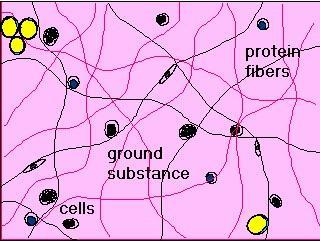 protein
fibers
ground
substance
cells